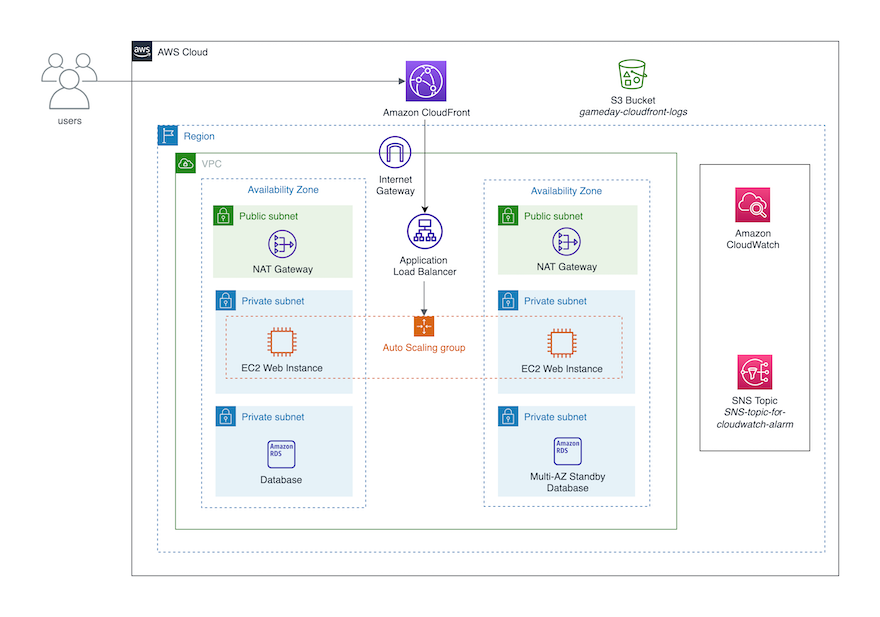 aws
AWS Cloud
users
Amazon CloudFront
S3 Bucket
gameday-cloudfront-logs
Region
VPC
Internet
Gateway
Availability Zone
Public subnet
NAT Gateway
Availability Zone
Public subnet
NAT Gateway
Application
Load Balancer
Amazon
CloudWatch
Private subnet
EC2 Web Instance
Auto Scaling group
Private subnet
EC2 Web Instance
SNS Topic
SNS-topic-for-
cloudwatch-alarm
Private subnet
Amazon
RDS
Database
Private subnet
Amazon
RDS
Multi-AZ Standby
Database